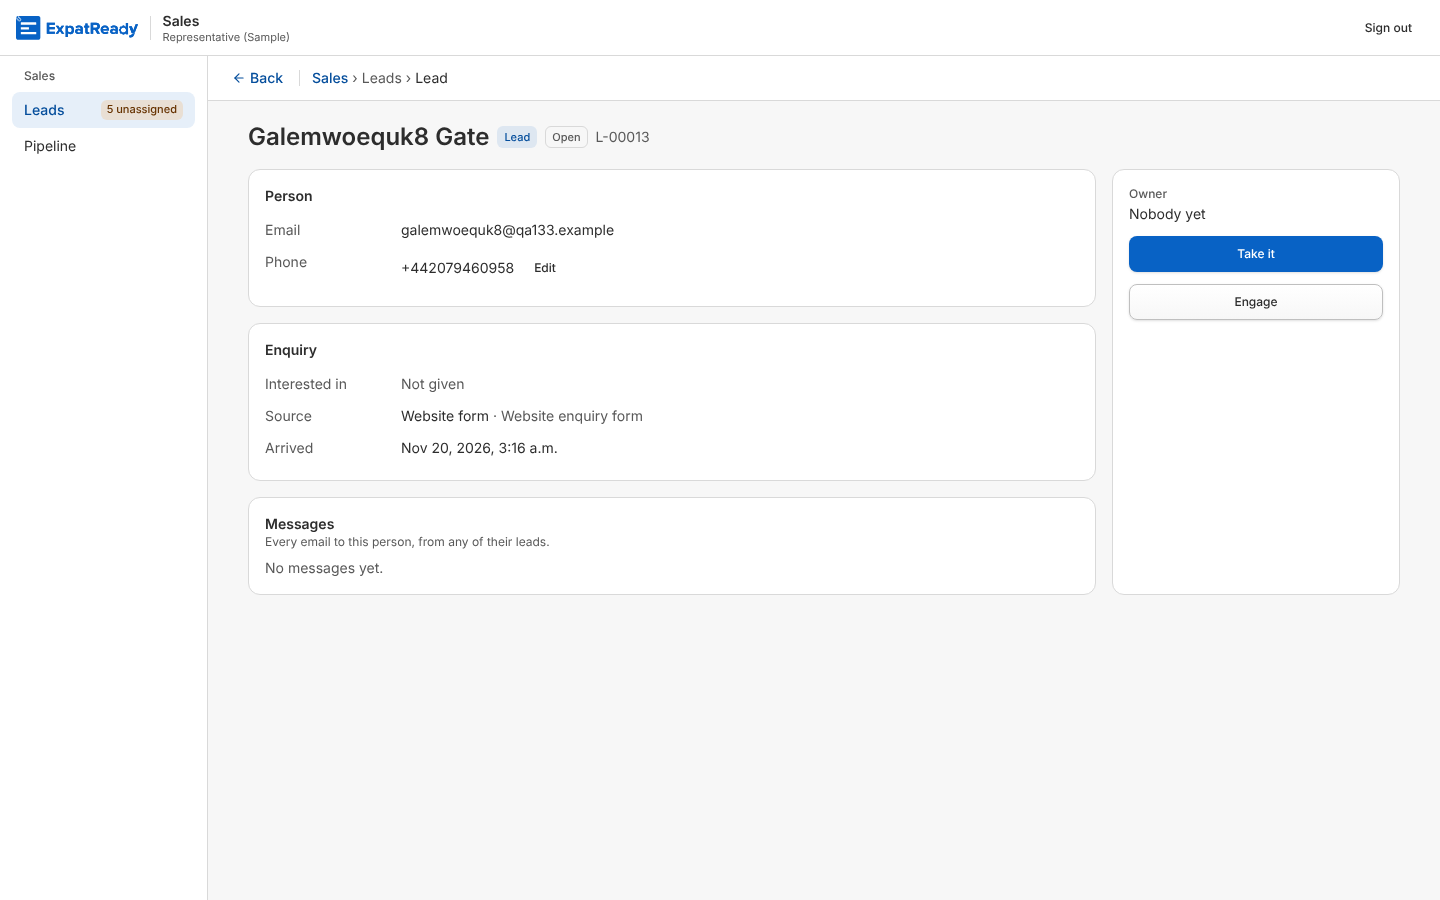 ExpatReady
Sales
Representative (Sample)
Sign out
Sales
Leads
5 unassigned
Pipeline
← Back
Sales › Leads › Lead
Galemwoequk8 Gate
Lead
Open
L-00013
Person
Email
galemwoequk8@qa133.example
Phone
+442079460958
Edit
Enquiry
Interested in
Not given
Source
Website form · Website enquiry form
Arrived
Nov 20, 2026, 3:16 a.m.
Messages
Every email to this person, from any of their leads.
No messages yet.
Owner
Nobody yet
Take it
Engage